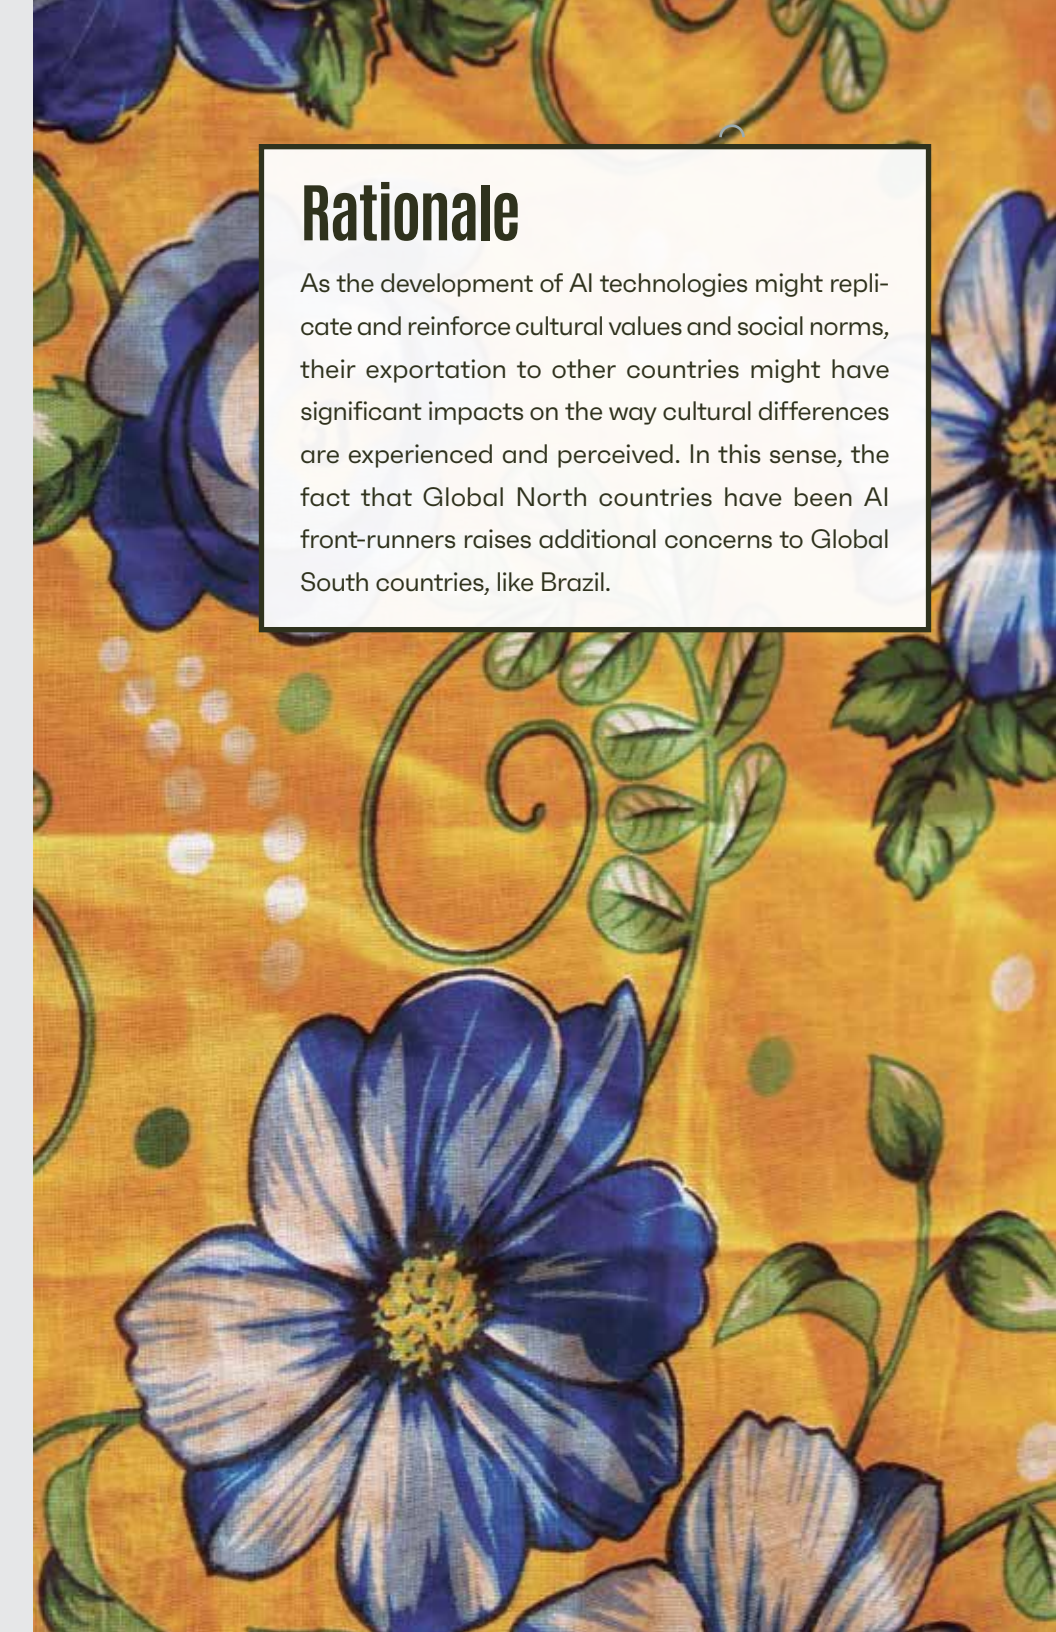 Rationale
As the development of AI technologies might repli-
cate and reinforce cultural values and social norms,
their exportation to other countries might have
significant impacts on the way cultural differences
are experienced and perceived. In this sense, the
fact that Global North countries have been AI
front-runners raises additional concerns to Global
South countries, like Brazil.